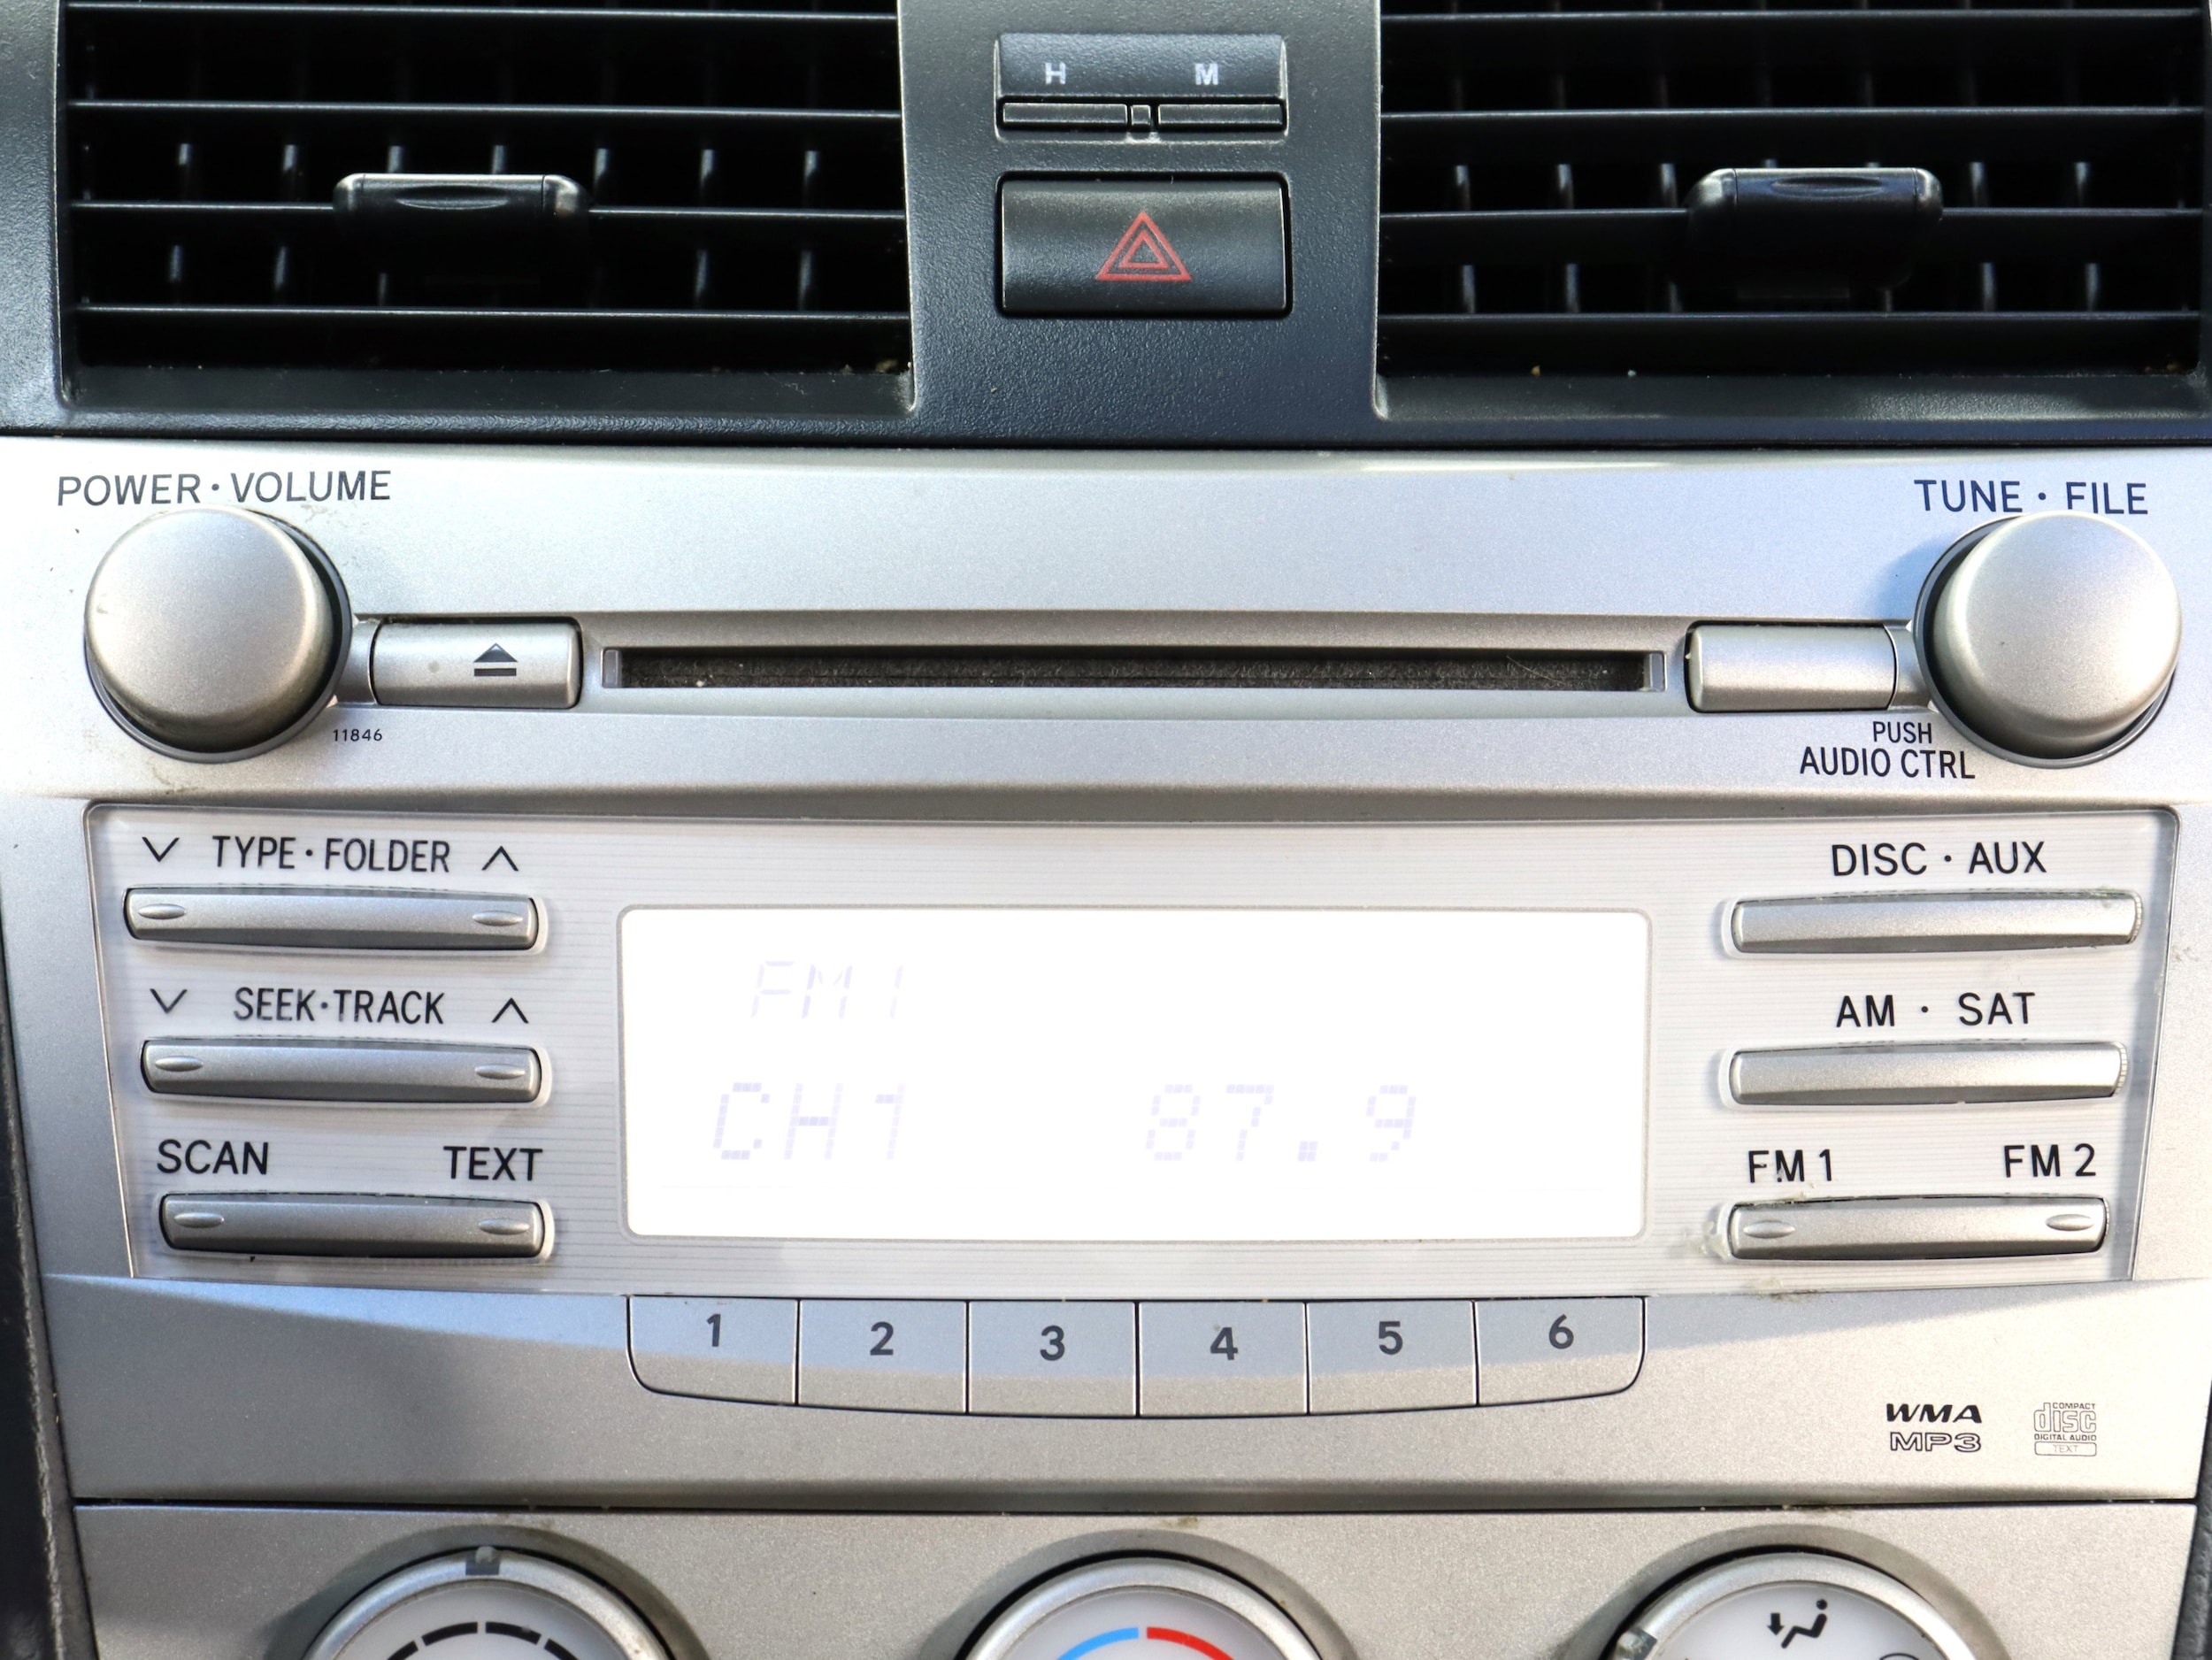 H M
POWER · VOLUME
TUNE · FILE
11846
PUSH
AUDIO CTRL
TYPE · FOLDER
DISC · AUX
FM1
SEEK · TRACK
AM · SAT
CH1 87.9
SCAN TEXT
FM 1 FM 2
1 2 3 4 5 6
WMA
MP3
COMPACT
disc
DIGITAL AUDIO
TEXT